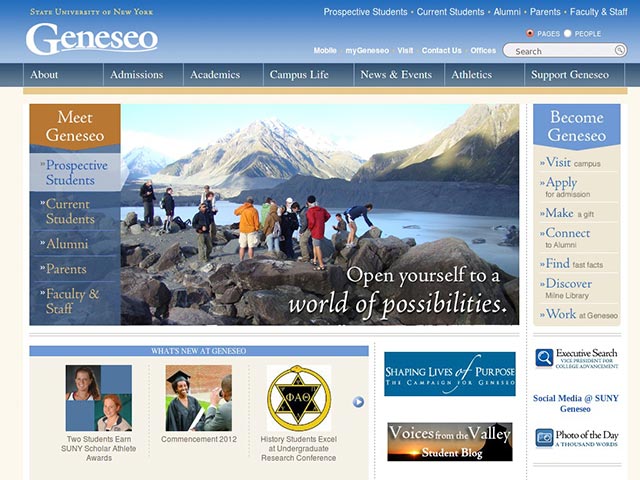 STATE UNIVERSITY OF NEW YORK
GENESEO
Prospective Students • Current Students • Alumni • Parents • Faculty & Staff
PAGES PEOPLE
Mobile myGeneseo Visit Contact Us Offices
Search
About Admissions Academics Campus Life News & Events Athletics Support Geneseo
Meet
Geneseo
»Prospective
Students
»Current
Students
»Alumni
»Parents
»Faculty &
Staff
Open yourself to a
world of possibilities.
Become
Geneseo
»Visit campus
»Apply
for admission
»Make a gift
»Connect
to Alumni
»Find fast facts
»Discover
Milne Library
»Work at Geneseo
WHAT'S NEW AT GENESEO
Two Students Earn
SUNY Scholar Athlete
Awards
Commencement 2012
ΦΑΘ
History Students Excel
at Undergraduate
Research Conference
SHAPING LIVES OF PURPOSE
THE CAMPAIGN FOR GENESEO
Voices from the Valley
Student Blog
Executive Search
VICE PRESIDENT FOR
COLLEGE ADVANCEMENT
Social Media @ SUNY
Geneseo
Photo of the Day
A THOUSAND WORDS